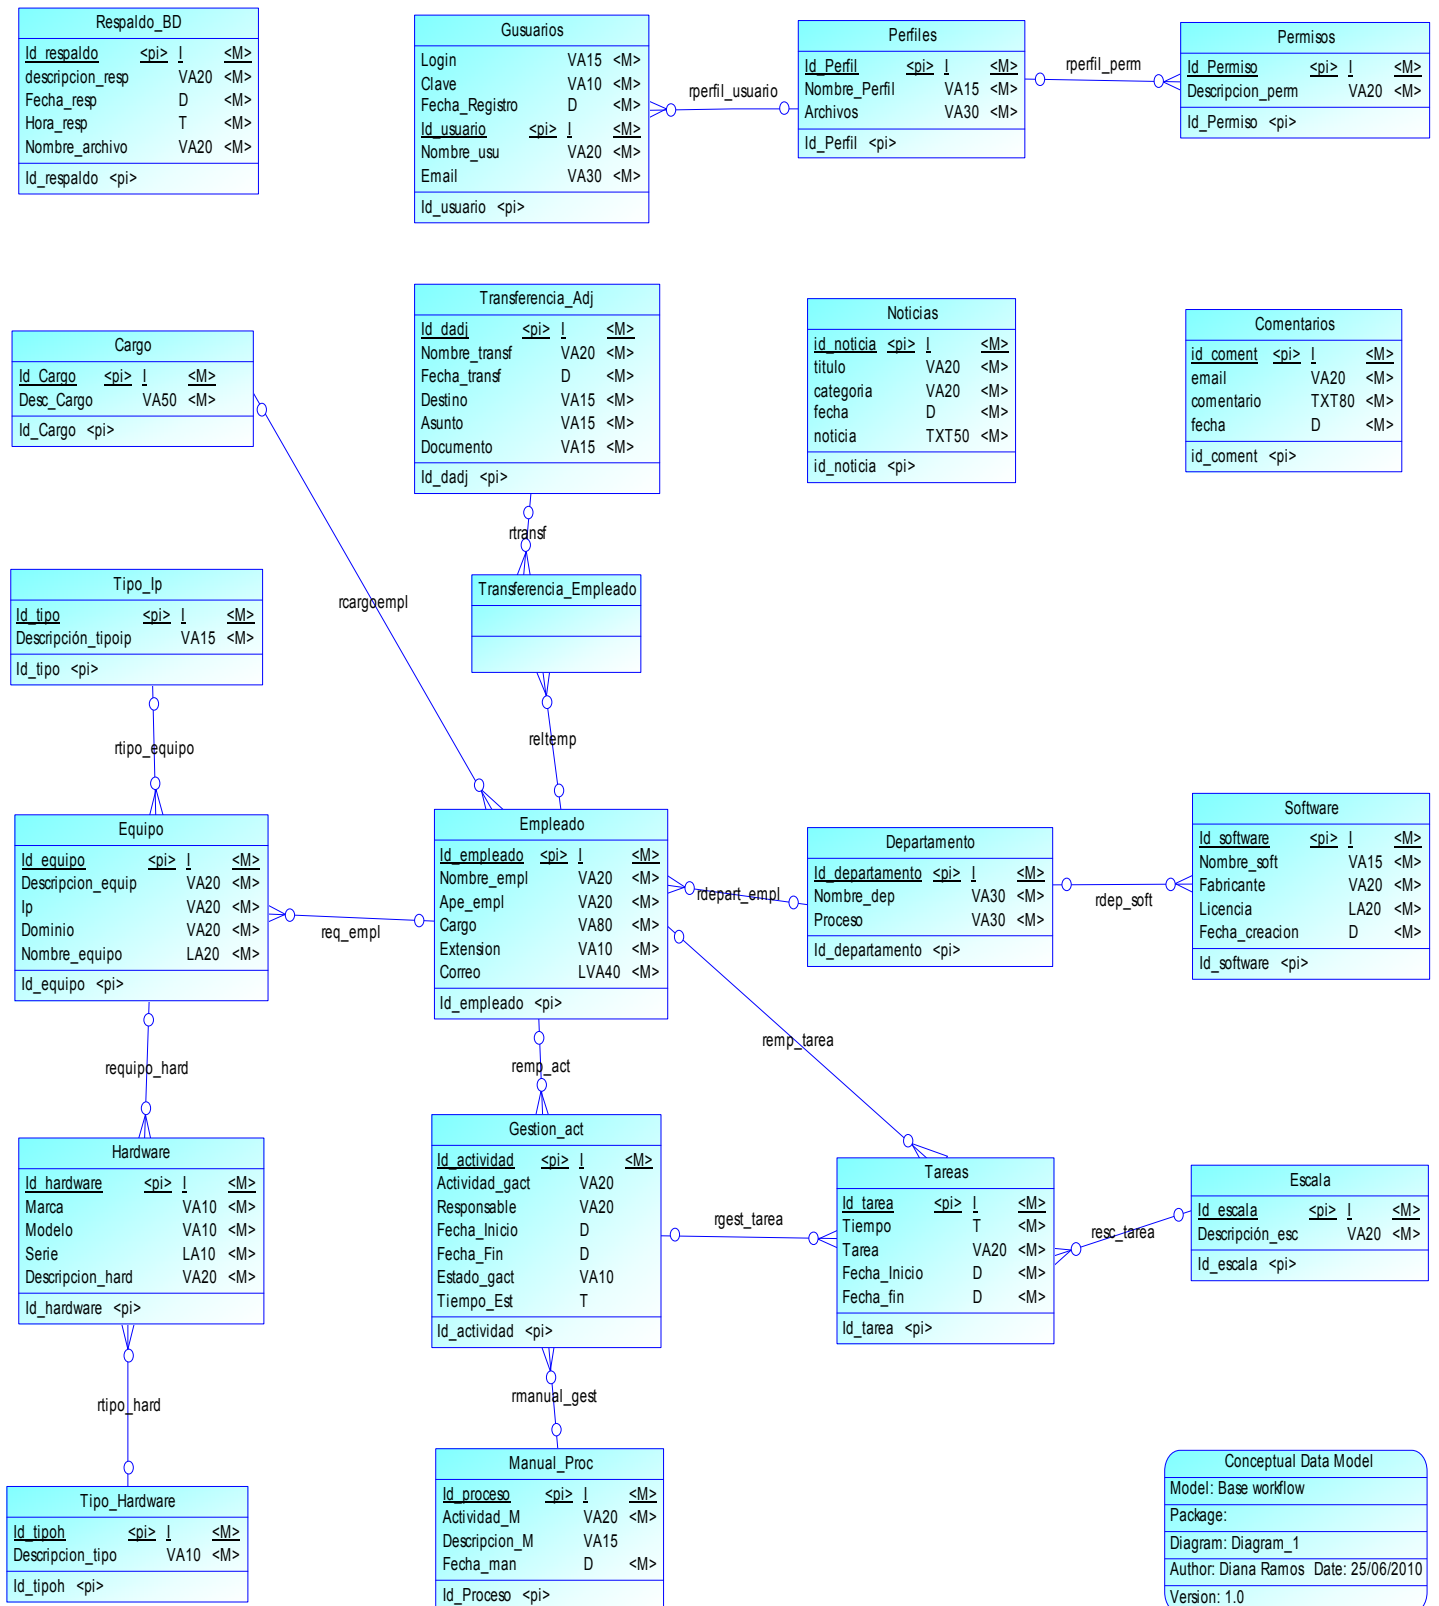 Respaldo_BD
Id_respaldo <pi> I <M>
descripcion_resp VA20 <M>
Fecha_resp D <M>
Hora_resp T <M>
Nombre_archivo VA20 <M>
Id_respaldo <pi>
Gusuarios
Login VA15 <M>
Clave VA10 <M>
Fecha_Registro D <M>
Id_usuario <pi> I <M>
Nombre_usu VA20 <M>
Email VA30 <M>
Id_usuario <pi>
rperfil_usuario
Perfiles
Id_Perfil <pi> I <M>
Nombre_Perfil VA15 <M>
Archivos VA30 <M>
Id_Perfil <pi>
rperfil_perm
Permisos
Id_Permiso <pi> I <M>
Descripcion_perm VA20 <M>
Id_Permiso <pi>
Cargo
Id_Cargo <pi> I <M>
Desc_Cargo VA50 <M>
Id_Cargo <pi>
Transferencia_Adj
Id_dadj <pi> I <M>
Nombre_transf VA20 <M>
Fecha_transf D <M>
Destino VA15 <M>
Asunto VA15 <M>
Documento VA15 <M>
Id_dadj <pi>
Noticias
id_noticia <pi> I <M>
titulo VA20 <M>
categoria VA20 <M>
fecha D <M>
noticia TXT50 <M>
id_noticia <pi>
Comentarios
id_coment <pi> I <M>
email VA20 <M>
comentario TXT80 <M>
fecha D <M>
id_coment <pi>
rtransf
Tipo_Ip
Id_tipo <pi> I <M>
Descripción_tipoip VA15 <M>
Id_tipo <pi>
rcargoempl
Transferencia_Empleado
rtipo_equipo
reltemp
Equipo
Id_equipo <pi> I <M>
Descripcion_equip VA20 <M>
Ip VA20 <M>
Dominio VA20 <M>
Nombre_equipo LA20 <M>
Id_equipo <pi>
req_empl
Empleado
Id_empleado <pi> I <M>
Nombre_empl VA20 <M>
Ape_empl VA20 <M>
Cargo VA80 <M>
Extension VA10 <M>
Correo LVA40 <M>
Id_empleado <pi>
rdepart_empl
Departamento
Id_departamento <pi> I <M>
Nombre_dep VA30 <M>
Proceso VA30 <M>
Id_departamento <pi>
rdep_soft
Software
Id_software <pi> I <M>
Nombre_soft VA15 <M>
Fabricante VA20 <M>
Licencia LA20 <M>
Fecha_creacion D <M>
Id_software <pi>
requipo_hard
remp_act
remp_tarea
Hardware
Id_hardware <pi> I <M>
Marca VA10 <M>
Modelo VA10 <M>
Serie LA10 <M>
Descripcion_hard VA20 <M>
Id_hardware <pi>
Gestion_act
Id_actividad <pi> I <M>
Actividad_gact VA20
Responsable VA20
Fecha_Inicio D
Fecha_Fin D
Estado_gact VA10
Tiempo_Est T
Id_actividad <pi>
rgest_tarea
Tareas
Id_tarea <pi> I <M>
Tiempo T <M>
Tarea VA20 <M>
Fecha_Inicio D <M>
Fecha_fin D <M>
Id_tarea <pi>
resc_tarea
Escala
Id_escala <pi> I <M>
Descripción_esc VA20 <M>
Id_escala <pi>
rtipo_hard
rmanual_gest
Tipo_Hardware
Id_tipoh <pi> I <M>
Descripcion_tipo VA10 <M>
Id_tipoh <pi>
Manual_Proc
Id_proceso <pi> I <M>
Actividad_M VA20 <M>
Descripcion_M VA15
Fecha_man D <M>
Id_Proceso <pi>
Conceptual Data Model
Model: Base workflow
Package:
Diagram: Diagram_1
Author: Diana Ramos Date: 25/06/2010
Version: 1.0